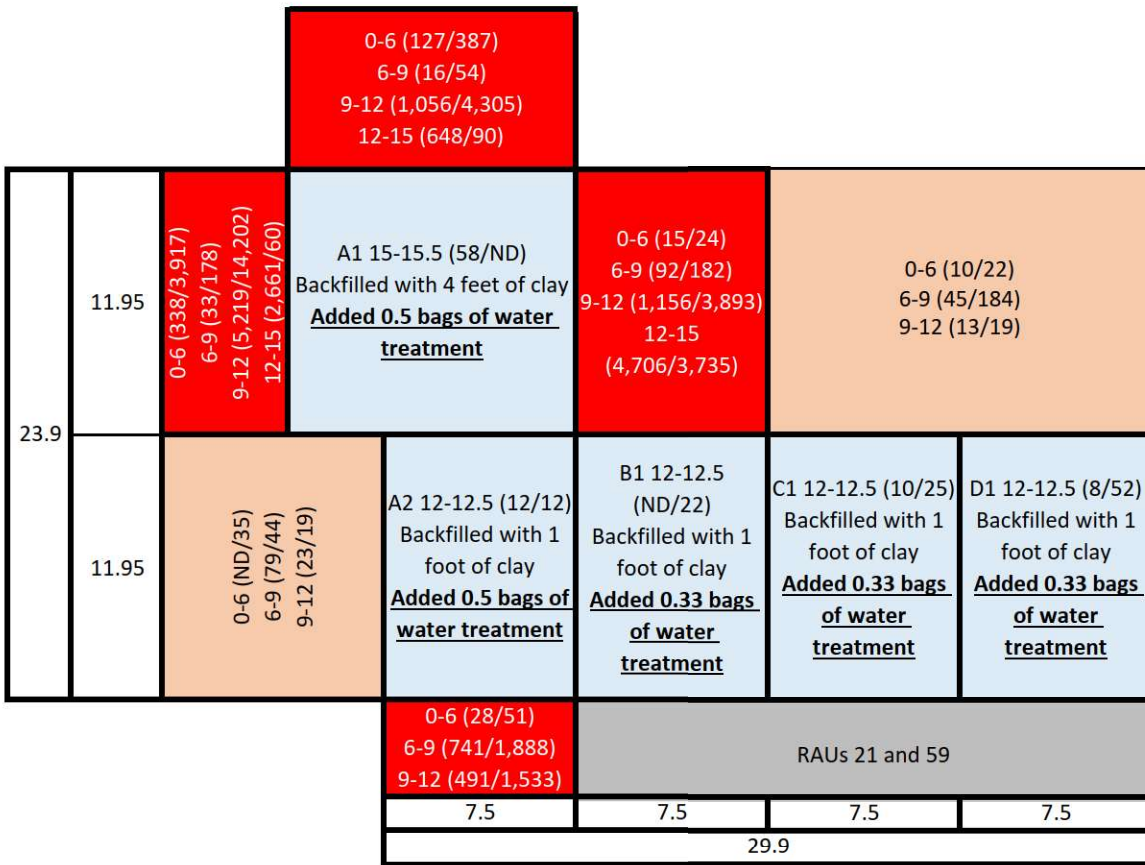 0-6 (127/387)
6-9 (16/54)
9-12 (1,056/4,305)
12-15 (648/90)
23.9
11.95
0-6 (338/3,917)
6-9 (33/178)
9-12 (5,219/14,202)
12-15 (2,661/60)
A1 15-15.5 (58/ND)
Backfilled with 4 feet of clay
Added 0.5 bags of water
treatment
0-6 (15/24)
6-9 (92/182)
9-12 (1,156/3,893)
12-15
(4,706/3,735)
0-6 (10/22)
6-9 (45/184)
9-12 (13/19)
11.95
0-6 (ND/35)
6-9 (79/44)
9-12 (23/19)
A2 12-12.5 (12/12)
Backfilled with 1
foot of clay
Added 0.5 bags of
water treatment
B1 12-12.5
(ND/22)
Backfilled with 1
foot of clay
Added 0.33 bags
of water
treatment
C1 12-12.5 (10/25)
Backfilled with 1
foot of clay
Added 0.33 bags
of water
treatment
D1 12-12.5 (8/52)
Backfilled with 1
foot of clay
Added 0.33 bags
of water
treatment
0-6 (28/51)
6-9 (741/1,888)
9-12 (491/1,533)
RAUs 21 and 59
7.5
7.5
7.5
7.5
29.9